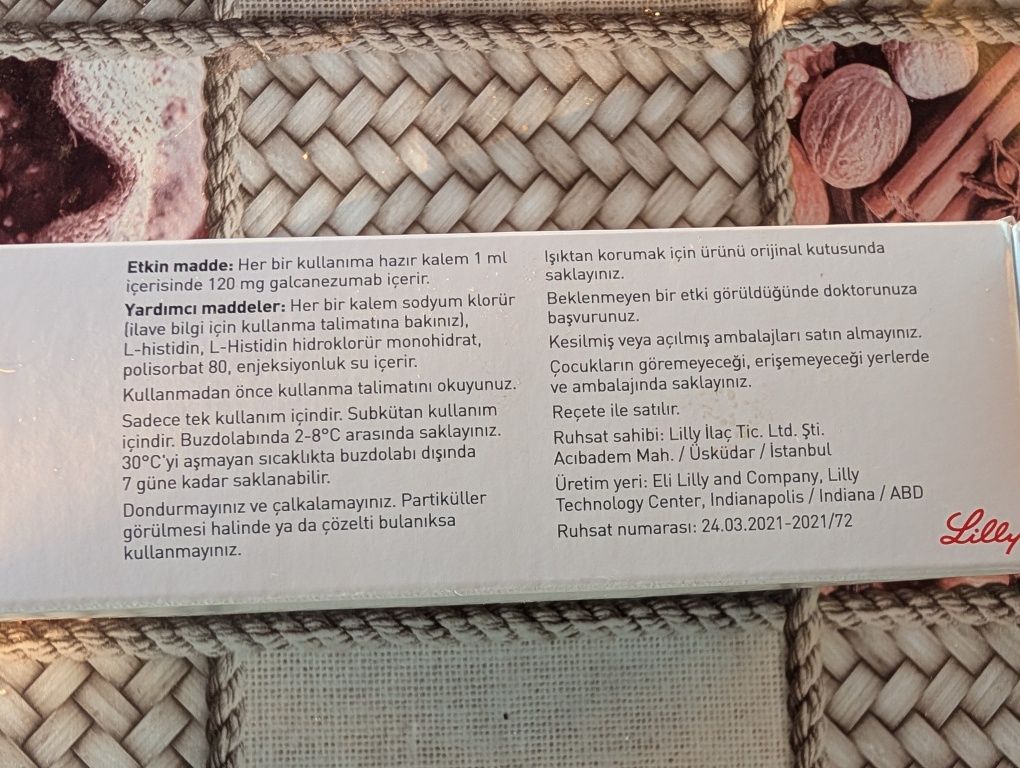 Etkin madde: Her bir kullanıma hazır kalem 1 ml
içerisinde 120 mg galcanezumab içerir.
Yardımcı maddeler: Her bir kalem sodyum klorür
(ilave bilgi için kullanma talimatına bakınız),
L-histidin, L-Histidin hidroklorür monohidrat,
polisorbat 80, enjeksiyonluk su içerir.
Kullanmadan önce kullanma talimatını okuyunuz.
Sadece tek kullanım içindir. Subkütan kullanım
içindir. Buzdolabında 2-8°C arasında saklayınız.
30°C'yi aşmayan sıcaklıkta buzdolabı dışında
7 güne kadar saklanabilir.
Dondurmayınız ve çalkalamayınız. Partiküller
görülmesi halinde ya da çözelti bulanıksa
kullanmayınız.
Işıktan korumak için ürünü orijinal kutusunda
saklayınız.
Beklenmeyen bir etki görüldüğünde doktorunuza
başvurunuz.
Kesilmiş veya açılmış ambalajları satın almayınız.
Çocukların göremeyeceği, erişemeyeceği yerlerde
ve ambalajında saklayınız.
Reçete ile satılır.
Ruhsat sahibi: Lilly İlaç Tic. Ltd. Şti.
Acıbadem Mah. / Üsküdar / İstanbul
Üretim yeri: Eli Lilly and Company, Lilly
Technology Center, Indianapolis / Indiana / ABD
Ruhsat numarası: 24.03.2021-2021/72
Lilly